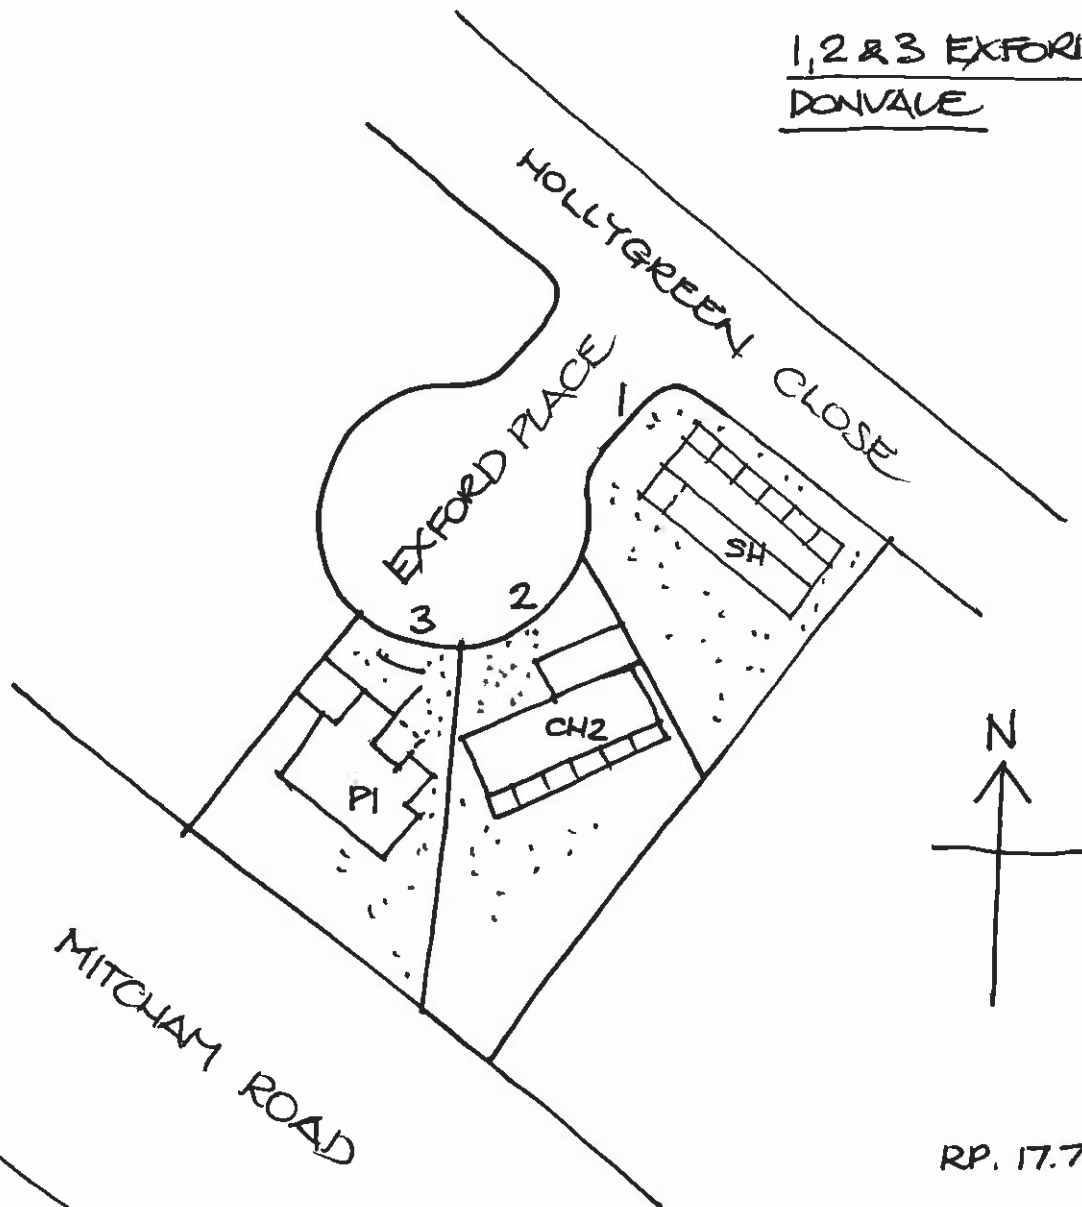 1,2 & 3 EXFORD
DONVALE
HOLLYGREEN CLOSE
EXFORD PLACE
1
2
3
SH
CH2
P1
N
MITCHAM ROAD
RP. 17.7